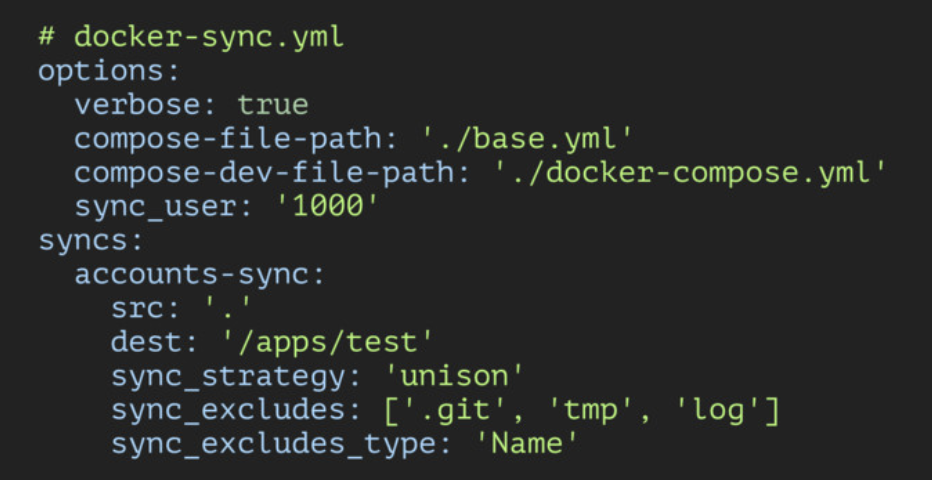 # docker-sync.yml
options:
  verbose: true
  compose-file-path: './base.yml'
  compose-dev-file-path: './docker-compose.yml'
  sync_user: '1000'
syncs:
  accounts-sync:
    src: '.'
    dest: '/apps/test'
    sync_strategy: 'unison'
    sync_excludes: ['.git', 'tmp', 'log']
    sync_excludes_type: 'Name'